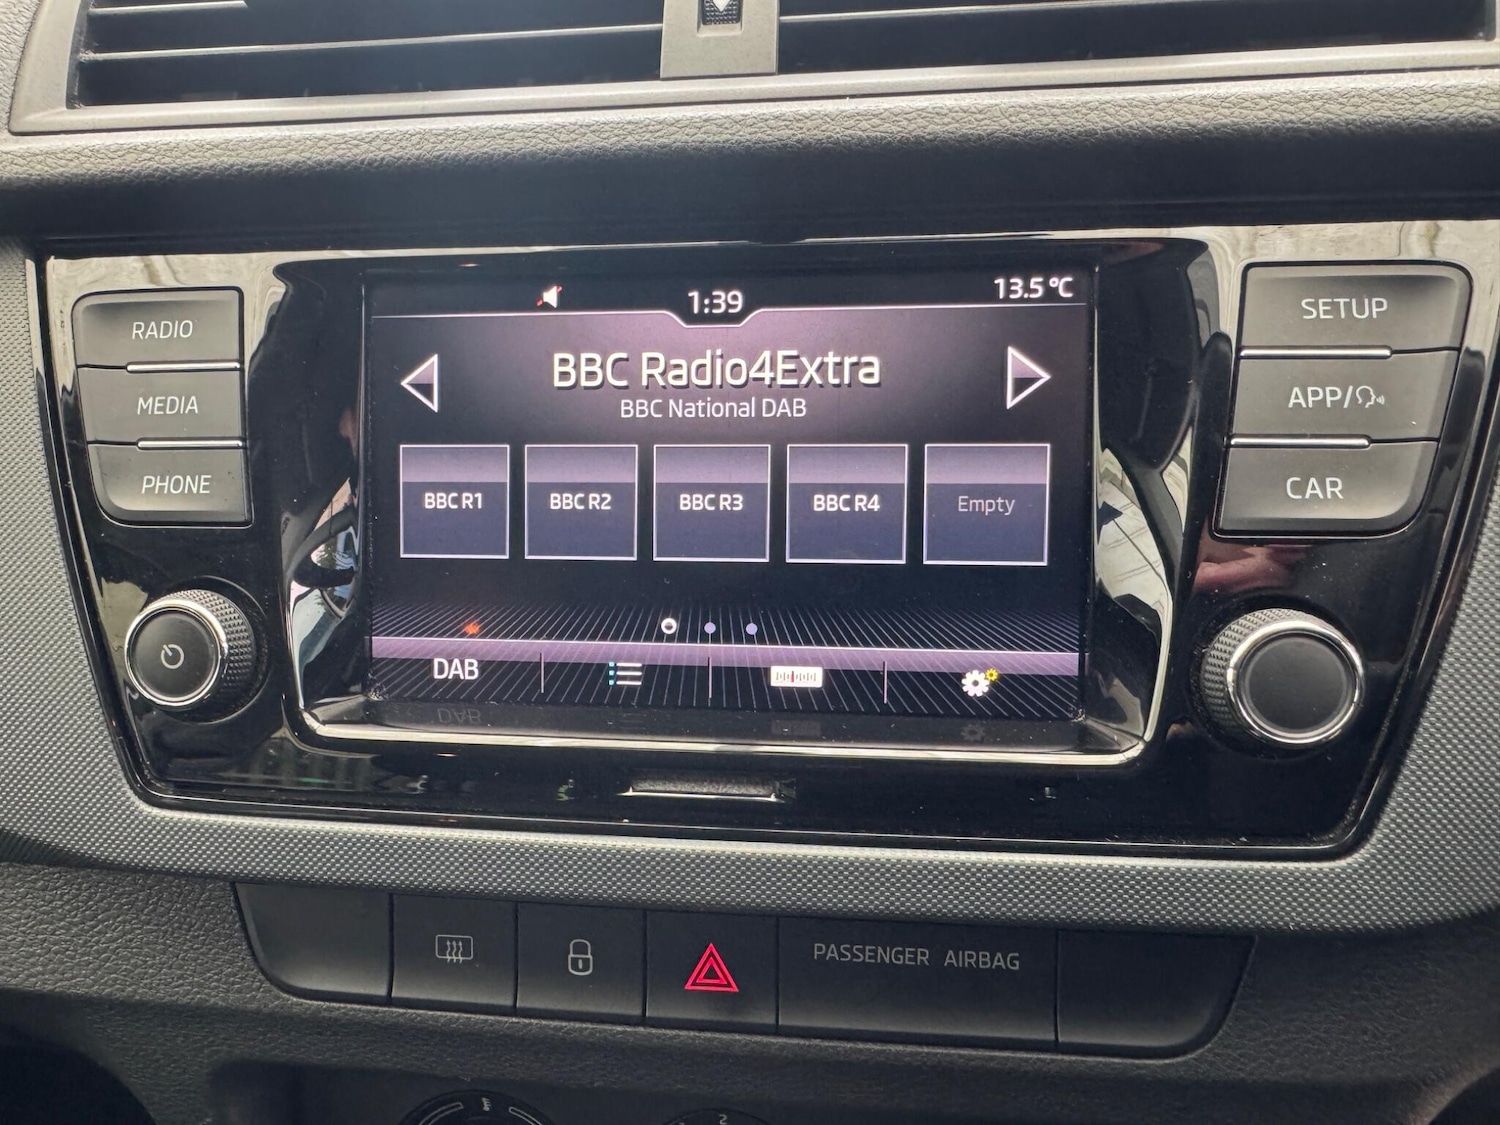 1:39
13.5 °C
RADIO
MEDIA
PHONE
BBC Radio4Extra
BBC National DAB
BBC R1
BBC R2
BBC R3
BBC R4
Empty
DAB
SETUP
APP/
CAR
PASSENGER AIRBAG
2